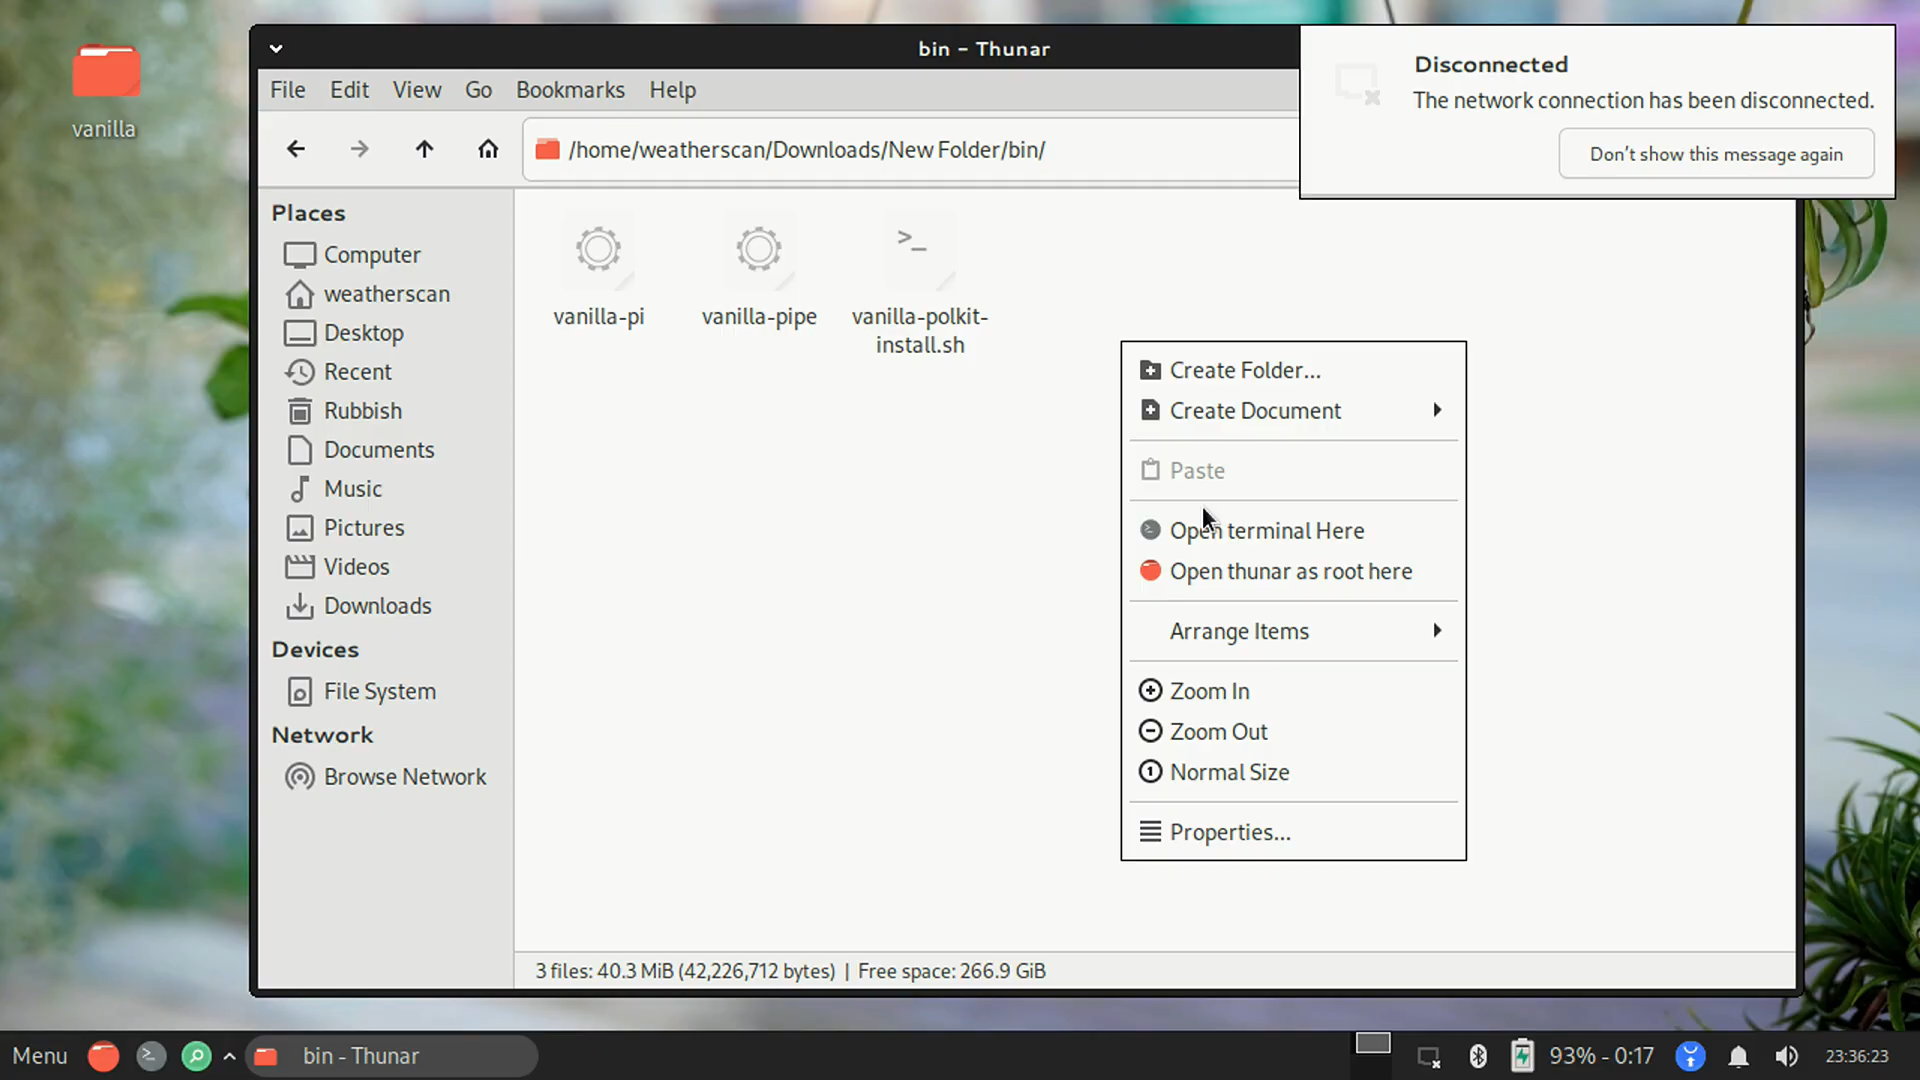 vanilla
bin - Thunar
File Edit View Go Bookmarks Help
/home/weatherscan/Downloads/New Folder/bin/
Disconnected
The network connection has been disconnected.
Don't show this message again
Places
Computer
weatherscan
Desktop
Recent
Rubbish
Documents
Music
Pictures
Videos
Downloads
Devices
File System
Network
Browse Network
vanilla-pi
vanilla-pipe
vanilla-polkit-
install.sh
Create Folder...
Create Document
Paste
Open terminal Here
Open thunar as root here
Arrange Items
Zoom In
Zoom Out
Normal Size
Properties...
3 files: 40.3 MiB (42,226,712 bytes) | Free space: 266.9 GiB
Menu
bin - Thunar
93% - 0:17
23:36:23